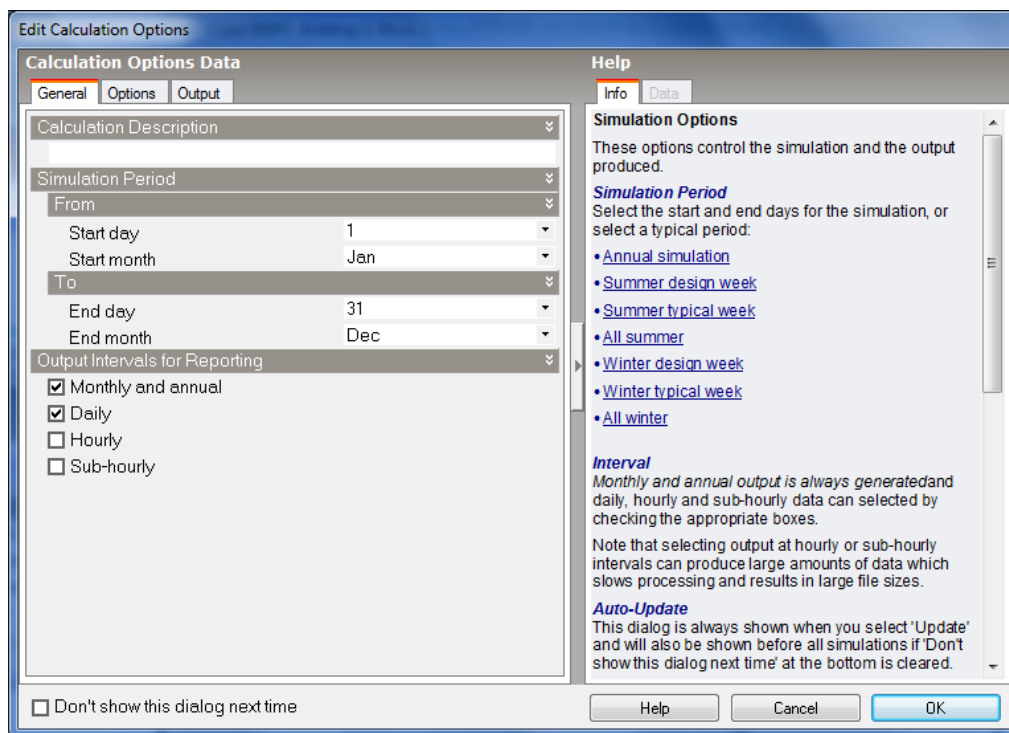 Edit Calculation Options
Calculation Options Data
General Options Output
Calculation Description
Simulation Period
From
Start day 1
Start month Jan
To
End day 31
End month Dec
Output Intervals for Reporting
Monthly and annual
Daily
Hourly
Sub-hourly
Don't show this dialog next time
Help
Info Data
Simulation Options
These options control the simulation and the output
produced.
Simulation Period
Select the start and end days for the simulation, or
select a typical period:
• Annual simulation
• Summer design week
• Summer typical week
• All summer
• Winter design week
• Winter typical week
• All winter
Interval
Monthly and annual output is always generatedand
daily, hourly and sub-hourly data can selected by
checking the appropriate boxes.
Note that selecting output at hourly or sub-hourly
intervals can produce large amounts of data which
slows processing and results in large file sizes.
Auto-Update
This dialog is always shown when you select 'Update'
and will also be shown before all simulations if 'Don't
show this dialog next time' at the bottom is cleared.
Help Cancel OK